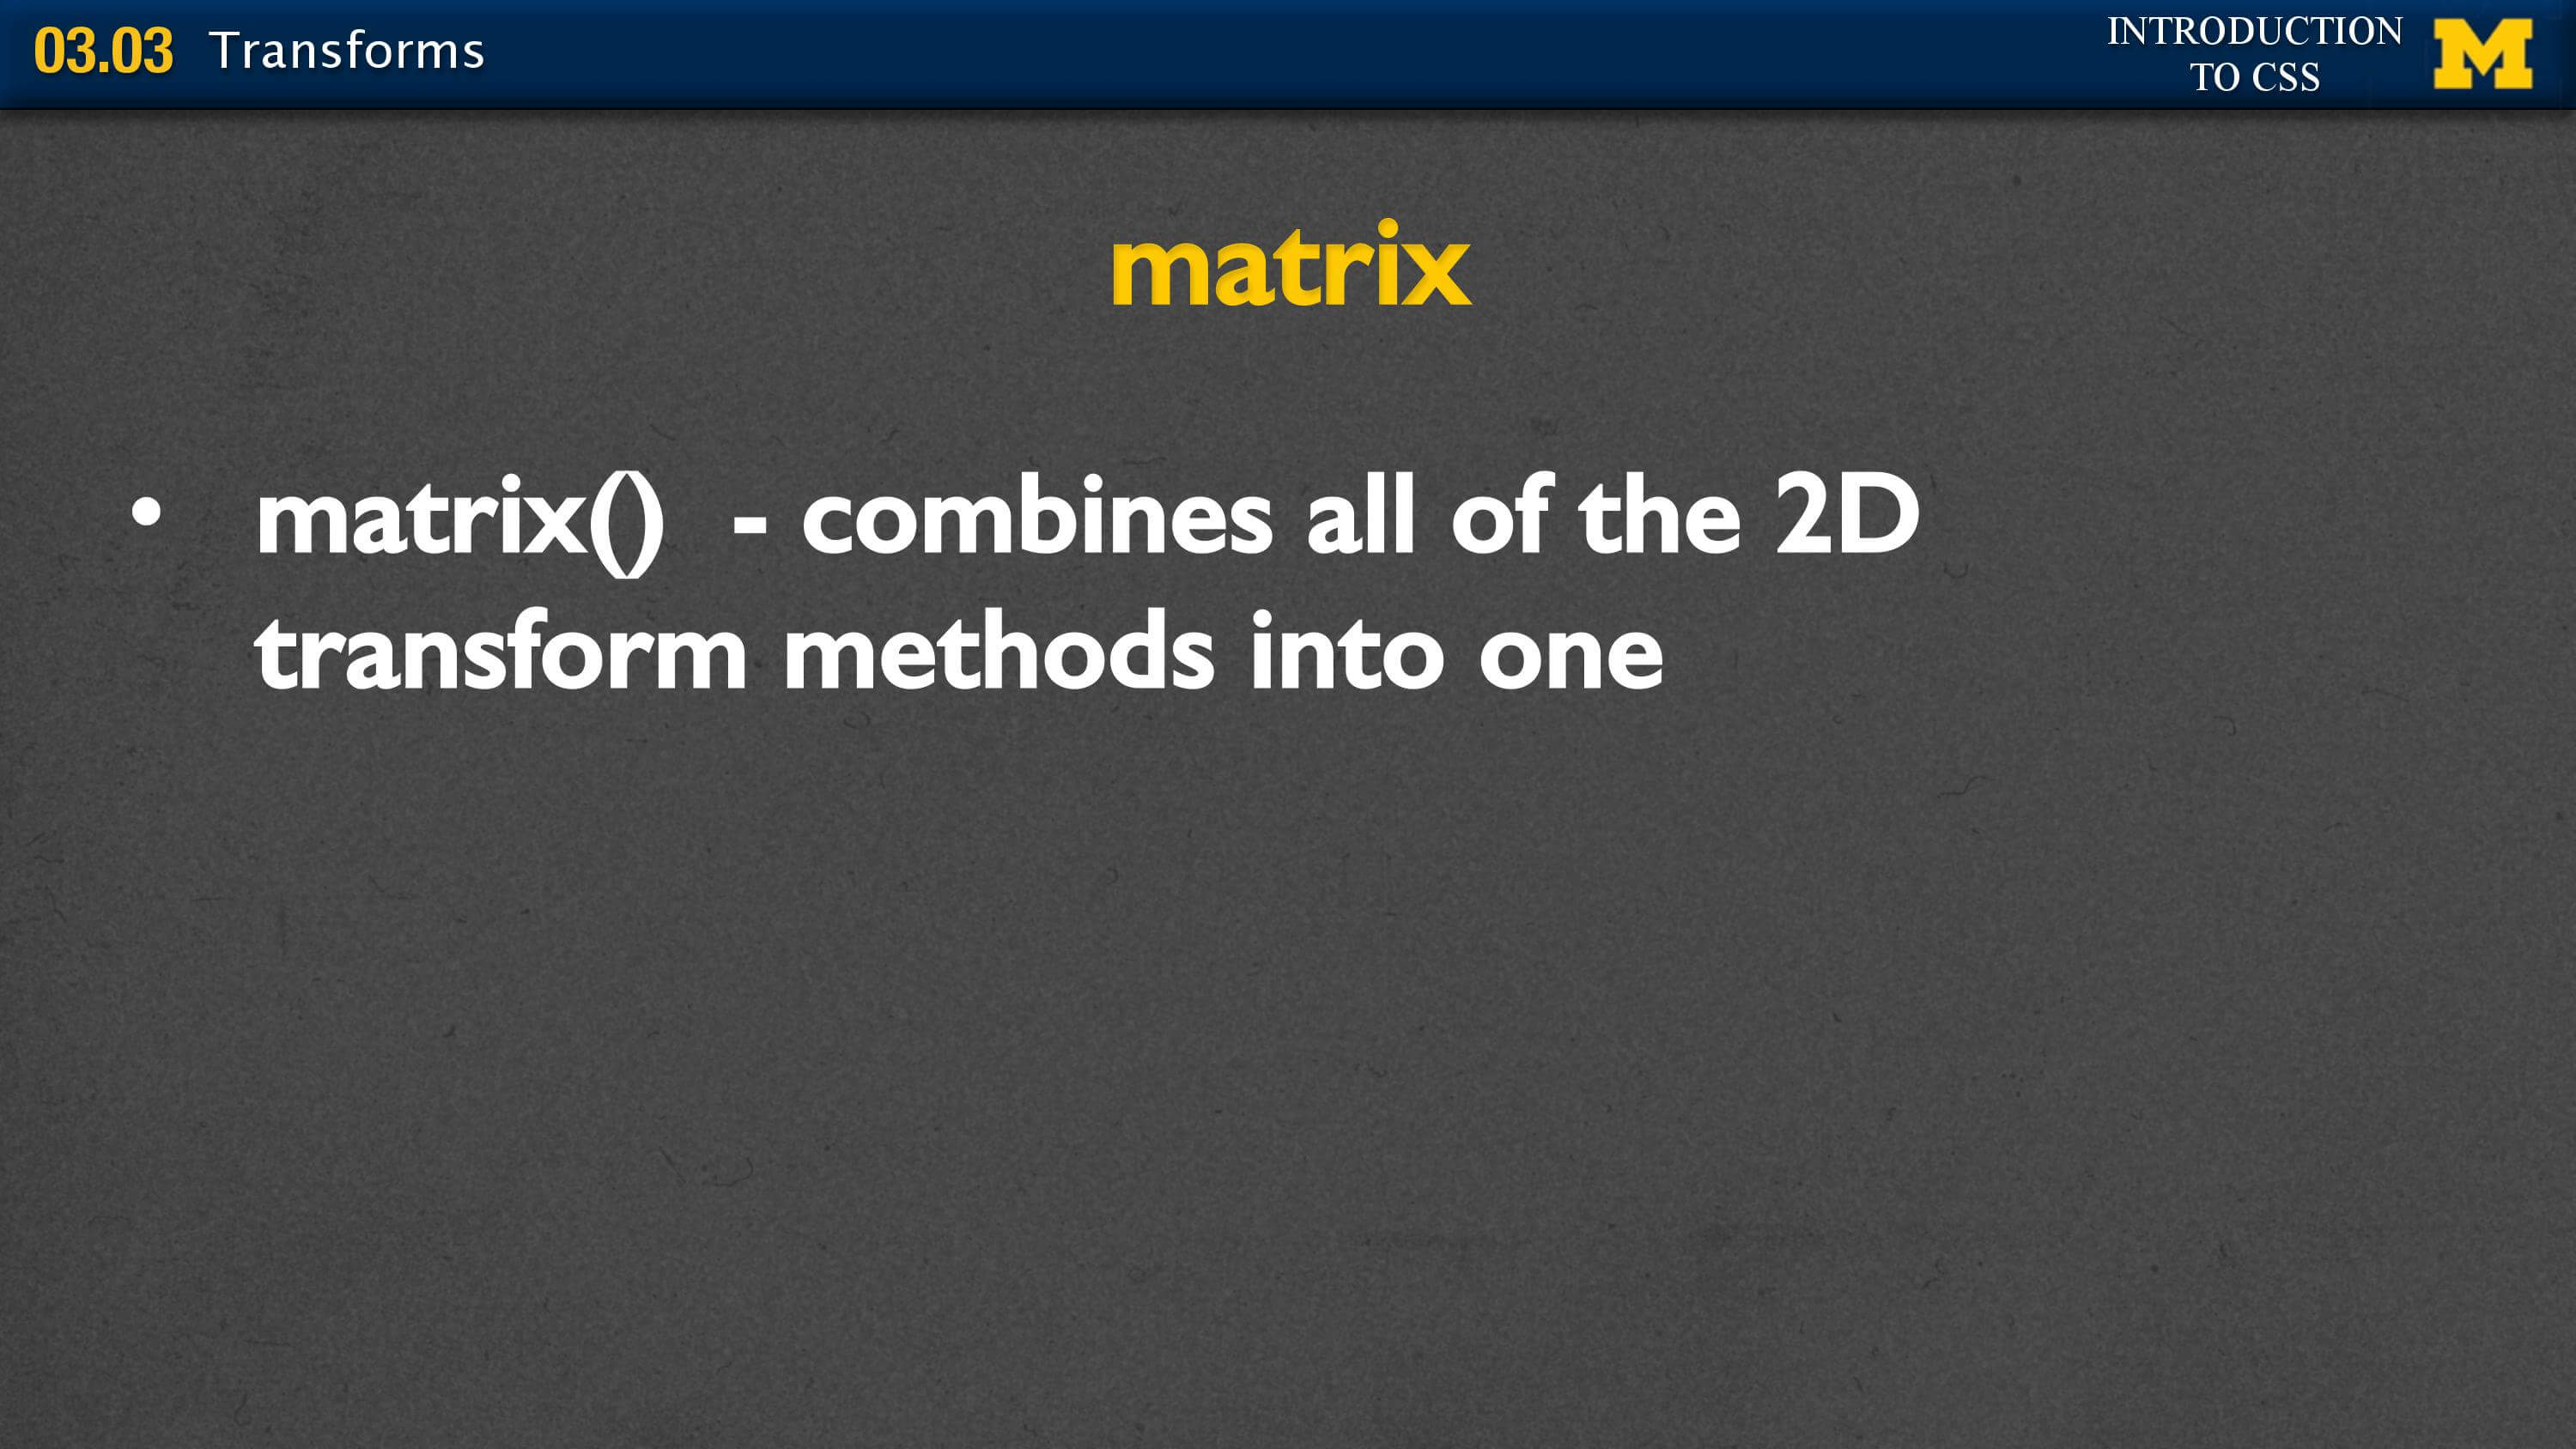 03.03 Transforms
INTRODUCTION
TO CSS
M
matrix
• matrix()  - combines all of the 2D
transform methods into one